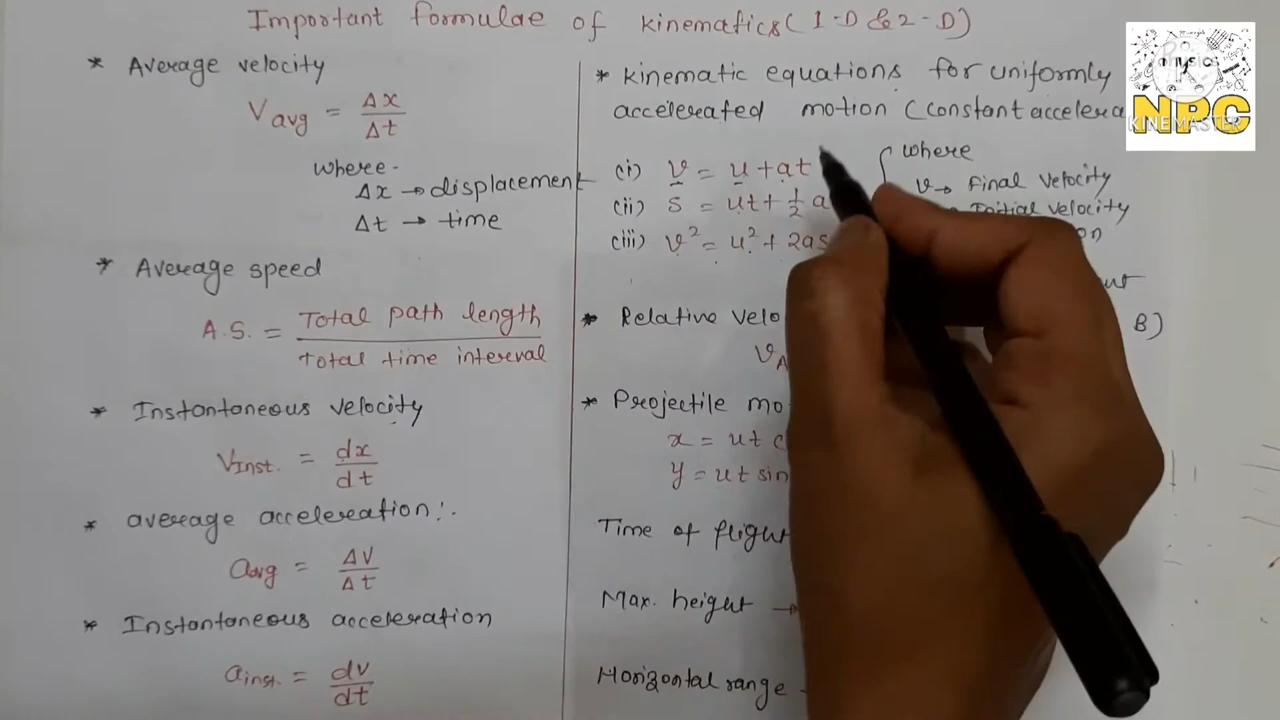 Important formulae of kinematics (1-D & 2-D)
* Average velocity
Vavg = Δx/Δt
where-
Δx → displacement
Δt → time
* Average speed
A.S. = Total path length / Total time interval
* Instantaneous velocity
VInst. = dx/dt
* average acceleration:-
aavg = ΔV/Δt
* Instantaneous acceleration
ainst. = dv/dt
* Kinematic equations for uniformly
accelerated motion (constant accelera
(i) v = u + at
(ii) s = ut + 1/2 a
(iii) v² = u² + 2as
where
v → Final velocity
Initial velocity
* Relative velo
B)
VA
* Projectile mo
x = ut c
y = ut sin
Time of flight
Max. height →
Horizontal range
Physics
NPC
KINEMASTER